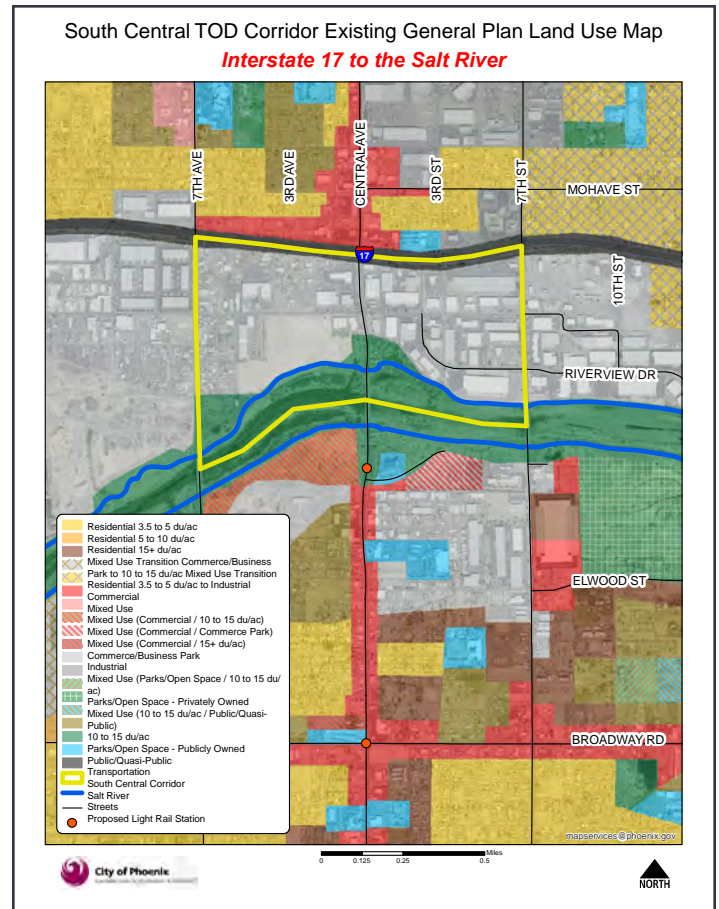 South Central TOD Corridor Existing General Plan Land Use Map
Interstate 17 to the Salt River
7TH AVE
3RD AVE
CENTRAL AVE
3RD ST
7TH ST
MOHAVE ST
17
10TH ST
RIVERVIEW DR
ELWOOD ST
BROADWAY RD
Residential 3.5 to 5 du/ac
Residential 5 to 10 du/ac
Residential 15+ du/ac
Mixed Use Transition Commerce/Business
Park to 10 to 15 du/ac Mixed Use Transition
Residential 3.5 to 5 du/ac to Industrial
Commercial
Mixed Use
Mixed Use (Commercial / 10 to 15 du/ac)
Mixed Use (Commercial / Commerce Park)
Mixed Use (Commercial / 15+ du/ac)
Commerce/Business Park
Industrial
Mixed Use (Parks/Open Space / 10 to 15 du/
ac)
Parks/Open Space - Privately Owned
Mixed Use (10 to 15 du/ac / Public/Quasi-
Public)
10 to 15 du/ac
Parks/Open Space - Publicly Owned
Public/Quasi-Public
Transportation
South Central Corridor
Salt River
Streets
Proposed Light Rail Station
mapservices@phoenix.gov
Miles
0 0.125 0.25 0.5
City of Phoenix
NORTH